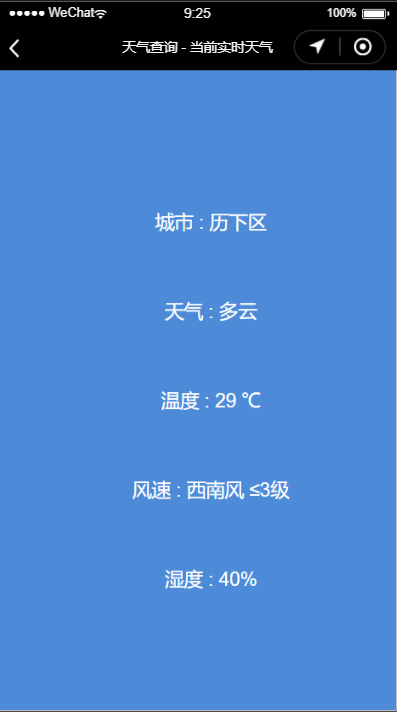 ●●●●● WeChat 9:25 100%
天气查询 - 当前实时天气
城市 : 历下区
天气 : 多云
温度 : 29 ℃
风速 : 西南风 ≤3级
湿度 : 40%